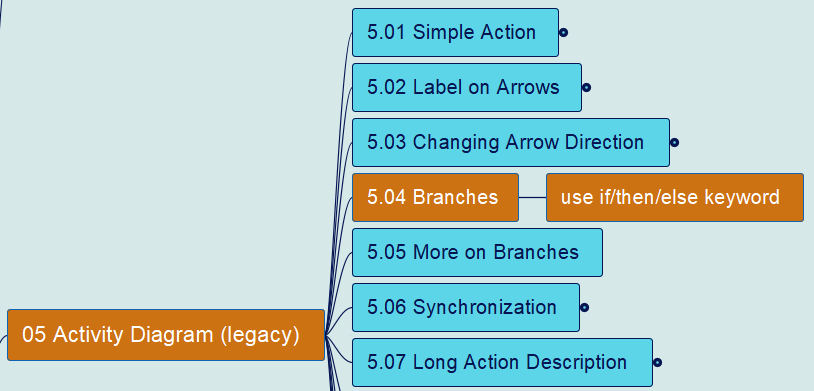 5.01 Simple Action
5.02 Label on Arrows
5.03 Changing Arrow Direction
5.04 Branches
use if/then/else keyword
5.05 More on Branches
5.06 Synchronization
05 Activity Diagram (legacy)
5.07 Long Action Description